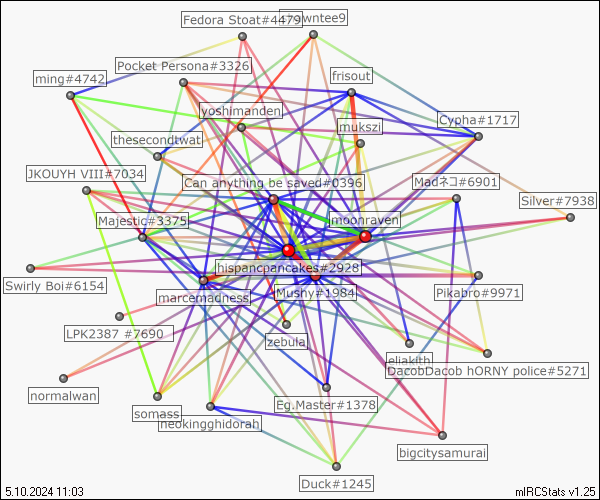 Fedora Stoat#4479
wntee9
Pocket Persona#3326
frisout
ming#4742
yoshimanden
Cypha#1717
mukszi
thesecondtwat
JKOUYH VIII#7034
Can anything be saved#0396
Madネコ#6901
Silver#7938
Majestic#3375
moonraven
hispancpancakes#2928
Swirly Boi#6154
marcemadness
Mushy#1984
Pikabro#9971
LPK2387 #7690
zebula
eliakith
DacobDacob hORNY police#5271
normalwan
Eg.Master#1378
somass
neokingghidorah
bigcitysamurai
Duck#1245
5.10.2024 11:03
mIRCStats v1.25